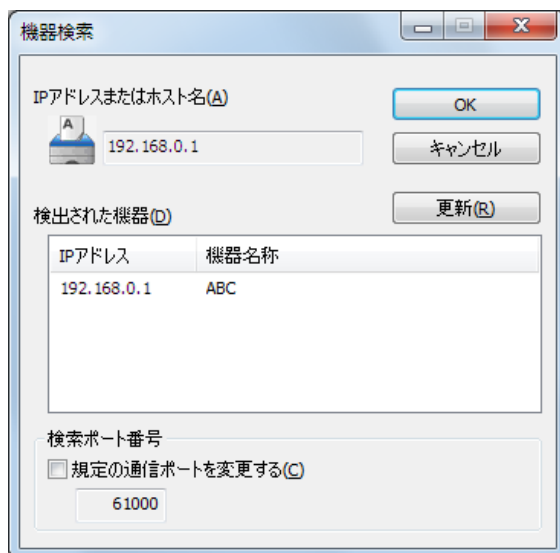 機器検索
IPアドレスまたはホスト名(A)
OK
A
192.168.0.1
キャンセル
検出された機器(D)
更新(R)
IPアドレス 機器名称
192.168.0.1 ABC
検索ポート番号
規定の通信ポートを変更する(C)
61000